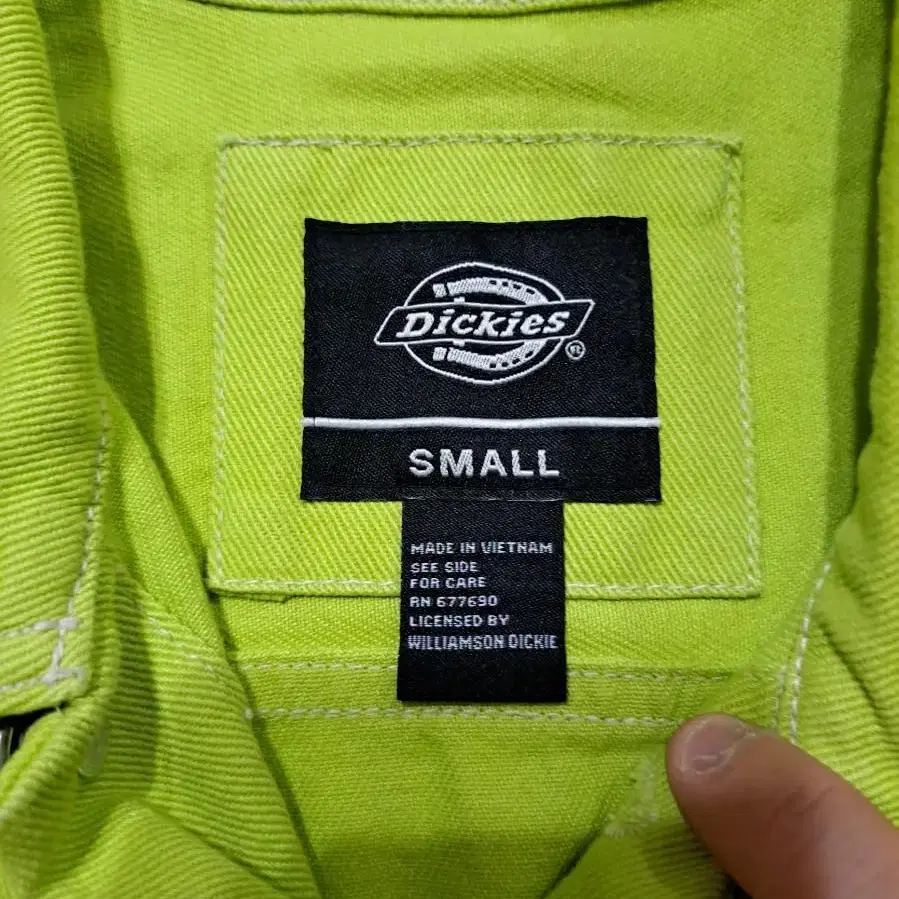 Dickies®
SMALL
MADE IN VIETNAM
SEE SIDE
FOR CARE
RN 677690
LICENSED BY
WILLIAMSON DICKIE